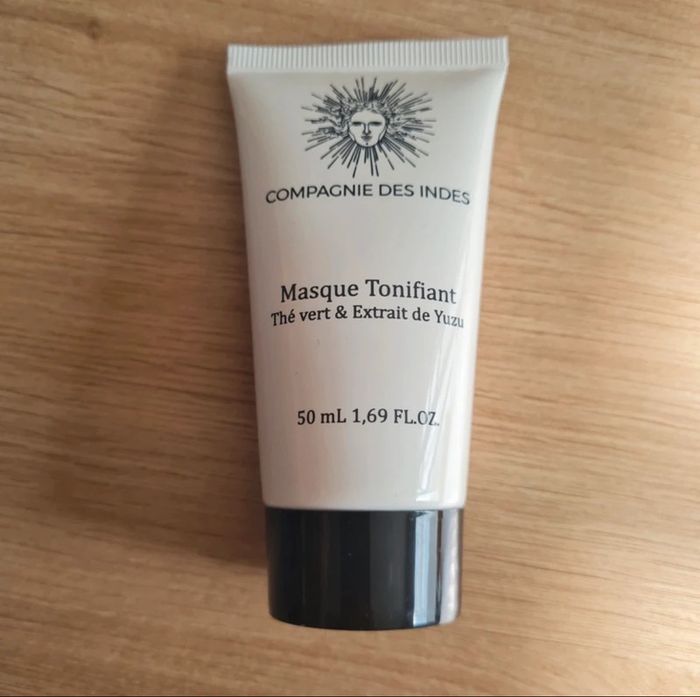 COMPAGNIE DES INDES
Masque Tonifiant
Thé vert & Extrait de Yuzu
50 mL 1,69 FL.OZ.